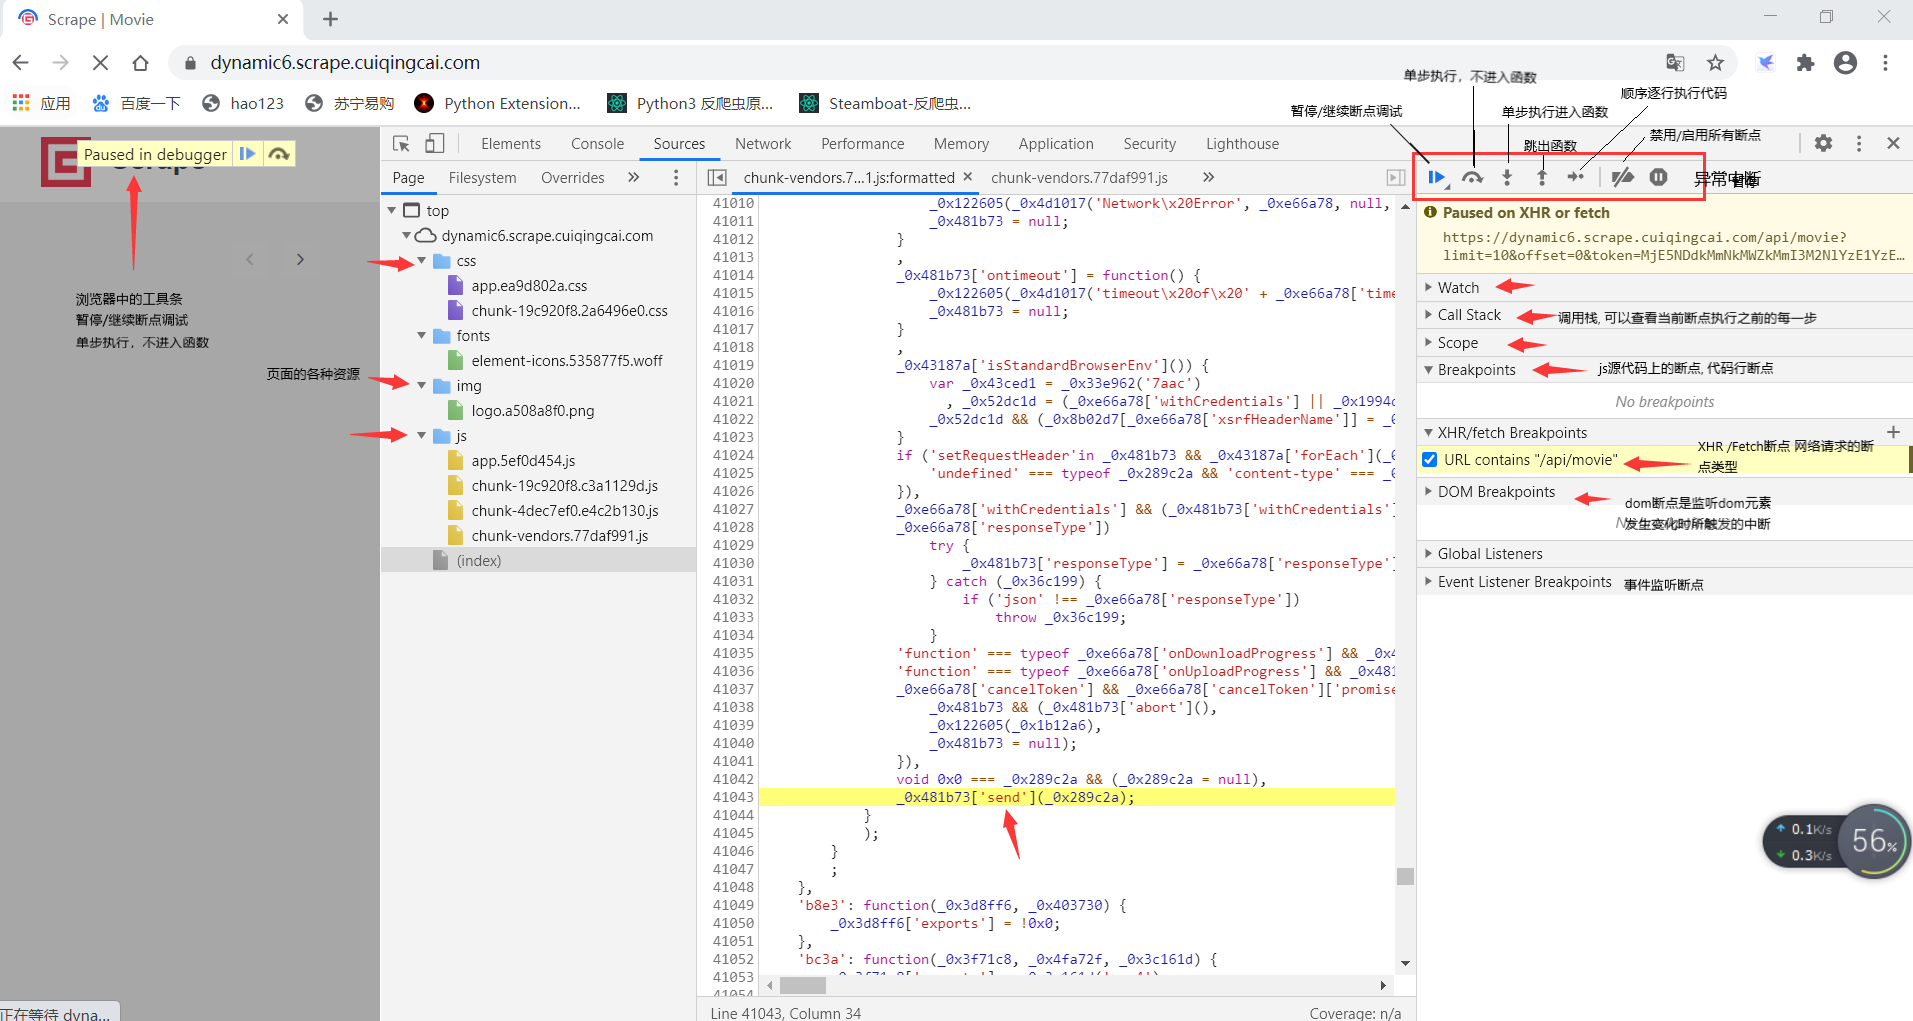 Scrape | Movie
dynamic6.scrape.cuiqingcai.com
应用
百度一下
hao123
苏宁易购
Python Extension...
Python3 反爬虫原...
Steamboat-反爬虫...
单步执行，不进入函数
顺序逐行执行代码
暂停/继续断点调试
单步执行进入函数
禁用/启用所有断点
跳出函数
异常中断
Paused in debugger
Scrape
浏览器中的工具条
暂停/继续断点调试
单步执行，不进入函数
页面的各种资源
正在等待 dyna...
Elements
Console
Sources
Network
Performance
Memory
Application
Security
Lighthouse
Page
Filesystem
Overrides
top
dynamic6.scrape.cuiqingcai.com
css
app.ea9d802a.css
chunk-19c920f8.2a6496e0.css
fonts
element-icons.535877f5.woff
img
logo.a508a8f0.png
js
app.5ef0d454.js
chunk-19c920f8.c3a1129d.js
chunk-4dec7ef0.e4c2b130.js
chunk-vendors.77daf991.js
(index)
chunk-vendors.7...1.js:formatted
chunk-vendors.77daf991.js
41010 _0x122605(_0x4d1017('Network\x20Error', _0xe66a78, null,
41011 _0x481b73 = null;
41012 }
41013 ,
41014 _0x481b73['ontimeout'] = function() {
41015 _0x122605(_0x4d1017('timeout\x20of\x20' + _0xe66a78['time
41016 _0x481b73 = null;
41017 }
41018 ,
41019 _0x43187a['isStandardBrowserEnv']()) {
41020 var _0x43ced1 = _0x33e962('7aac')
41021 , _0x52dc1d = (_0xe66a78['withCredentials'] || _0x1994c
41022 _0x52dc1d && (_0x8b02d7[_0xe66a78['xsrfHeaderName']] = _0
41023 }
41024 if ('setRequestHeader'in _0x481b73 && _0x43187a['forEach'](_0
41025 'undefined' === typeof _0x289c2a && 'content-type' === _0
41026 }),
41027 _0xe66a78['withCredentials'] && (_0x481b73['withCredentials']
41028 _0xe66a78['responseType'])
41029 try {
41030 _0x481b73['responseType'] = _0xe66a78['responseType'
41031 } catch (_0x36c199) {
41032 if ('json' !== _0xe66a78['responseType'])
41033 throw _0x36c199;
41034 }
41035 'function' === typeof _0xe66a78['onDownloadProgress'] && _0x4
41036 'function' === typeof _0xe66a78['onUploadProgress'] && _0x481
41037 _0xe66a78['cancelToken'] && _0xe66a78['cancelToken']['promise
41038 _0x481b73 && (_0x481b73['abort'](),
41039 _0x122605(_0x1b12a6),
41040 _0x481b73 = null);
41041 }),
41042 void 0x0 === _0x289c2a && (_0x289c2a = null),
41043 _0x481b73['send'](_0x289c2a);
41044 }
41045 );
41046 }
41047 ;
41048 },
41049 'b8e3': function(_0x3d8ff6, _0x403730) {
41050 _0x3d8ff6['exports'] = !0x0;
41051 },
41052 'bc3a': function(_0x3f71c8, _0x4fa72f, _0x3c161d) {
41053
41054
Line 41043, Column 34
Coverage: n/a
Paused on XHR or fetch
https://dynamic6.scrape.cuiqingcai.com/api/movie?
limit=10&offset=0&token=MjE5NDdkMmNkMWZkMmI3M2NlYzE1YzE...
Watch
Call Stack
调用栈, 可以查看当前断点执行之前的每一步
Scope
Breakpoints
js源代码上的断点, 代码行断点
No breakpoints
XHR/fetch Breakpoints
XHR /Fetch断点 网络请求的断
点类型
URL contains "/api/movie"
DOM Breakpoints
dom断点是监听dom元素
发生变化时所触发的中断
Global Listeners
Event Listener Breakpoints
事件监听断点
0.1K/s
0.3K/s
56%